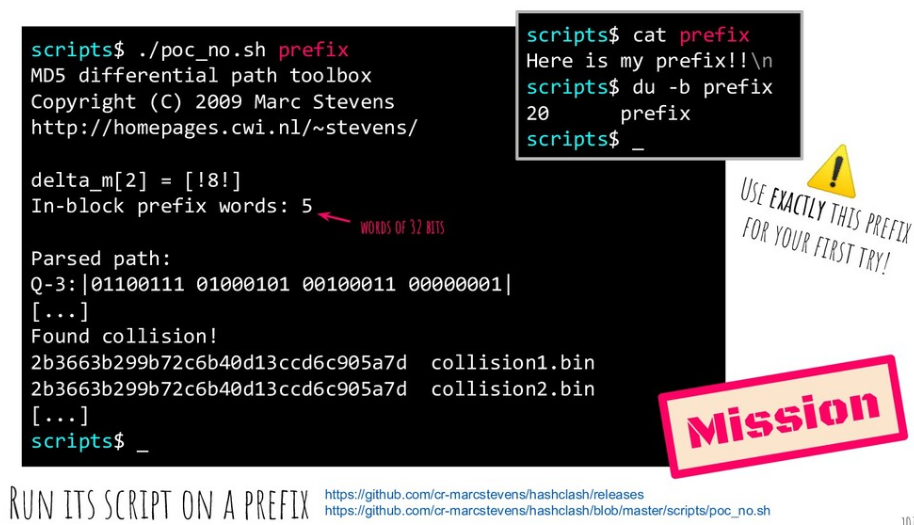 scripts$ ./poc_no.sh prefix
MD5 differential path toolbox
Copyright (C) 2009 Marc Stevens
http://homepages.cwi.nl/~stevens/
delta_m[2] = [!8!]
In-block prefix words: 5
WORDS OF 32 BITS
Parsed path:
Q-3:|01100111 01000101 00100011 00000001|
[...]
Found collision!
2b3663b299b72c6b40d13ccd6c905a7d  collision1.bin
2b3663b299b72c6b40d13ccd6c905a7d  collision2.bin
[...]
scripts$ _
scripts$ cat prefix
Here is my prefix!!\n
scripts$ du -b prefix
20      prefix
scripts$ _
USE EXACTLY THIS PREFIX
FOR YOUR FIRST TRY!
Mission
RUN ITS SCRIPT ON A PREFIX
https://github.com/cr-marcstevens/hashclash/releases
https://github.com/cr-marcstevens/hashclash/blob/master/scripts/poc_no.sh